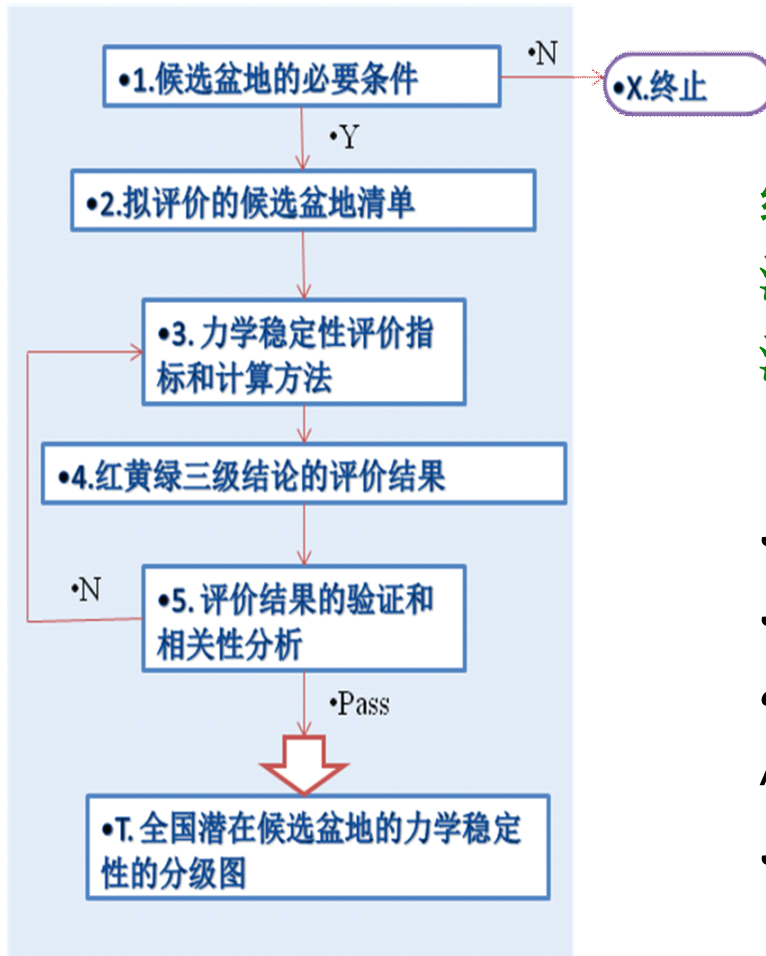 •1.候选盆地的必要条件
•N
•X.终止
•Y
•2.拟评价的候选盆地清单
•3. 力学稳定性评价指
标和计算方法
•4.红黄绿三级结论的评价结果
•N
•5. 评价结果的验证和
相关性分析
•Pass
•T. 全国潜在候选盆地的力学稳定
性的分级图